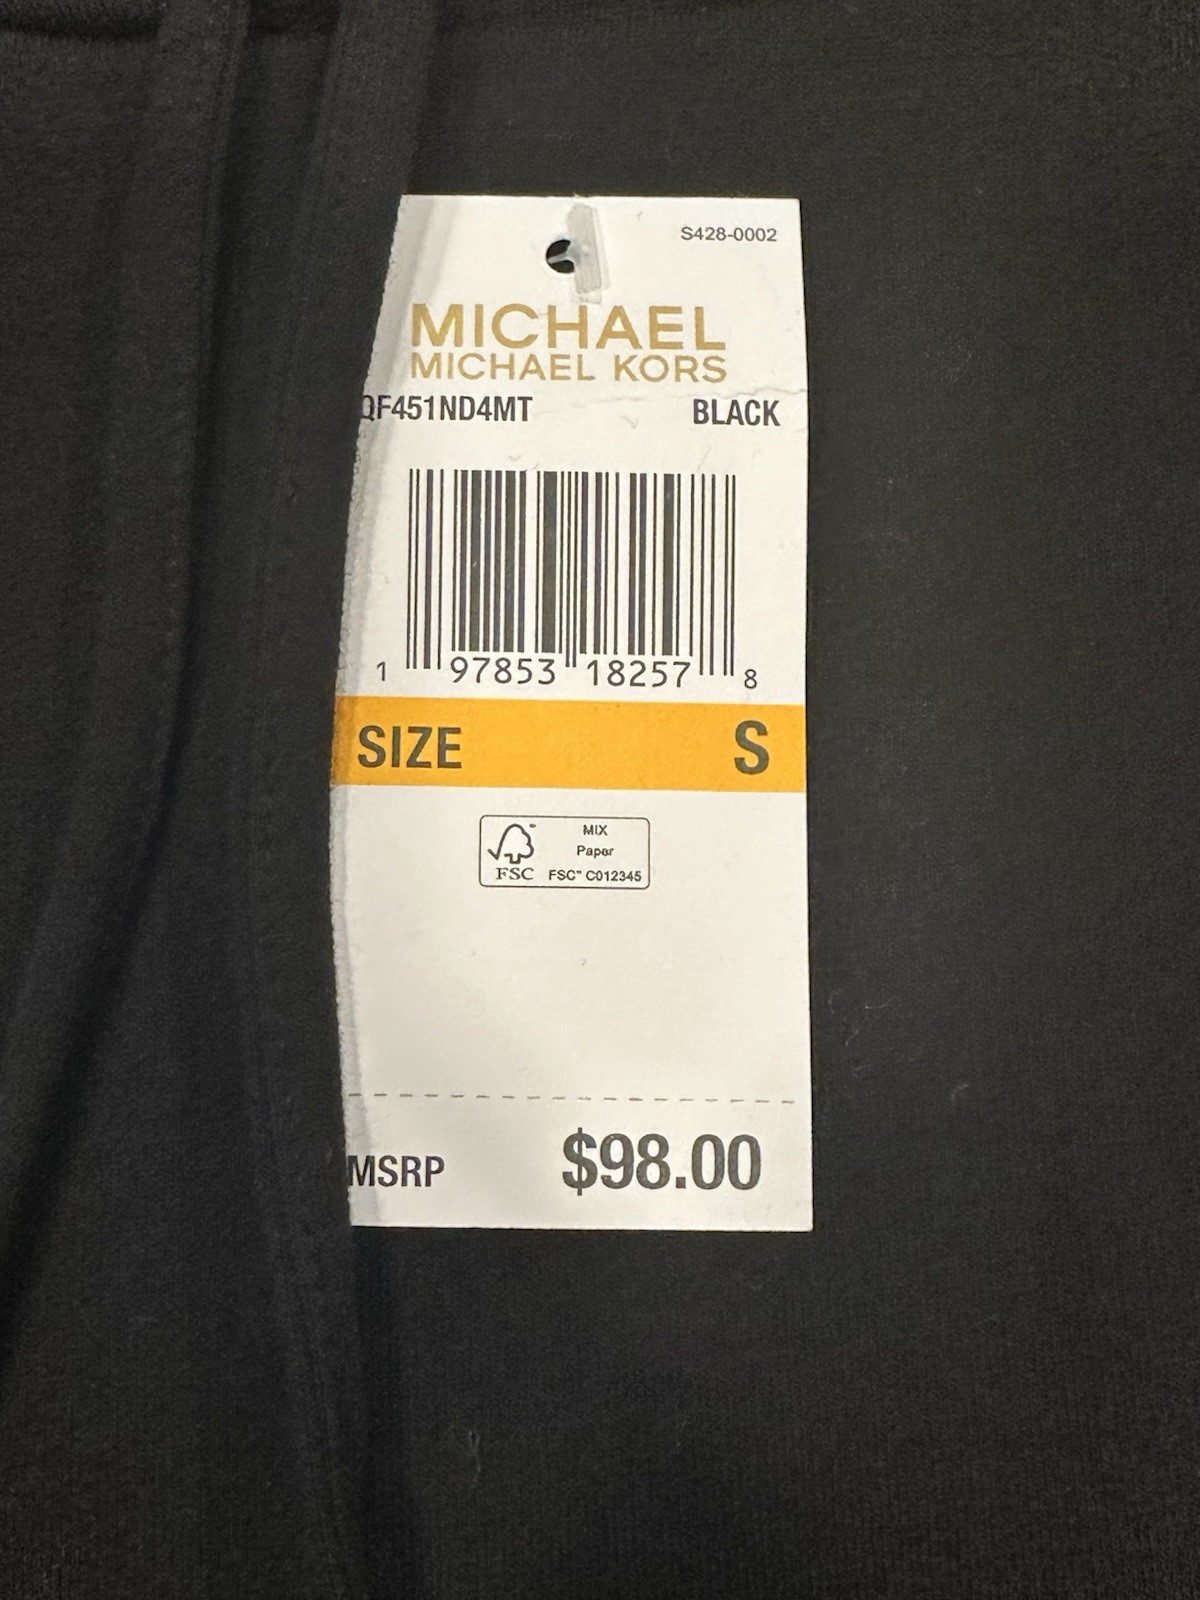 S428-0002
MICHAEL
MICHAEL KORS
QF451ND4MT BLACK
1 97853 18257 8
SIZE S
MIX
Paper
FSC FSC™ C012345
MSRP $98.00